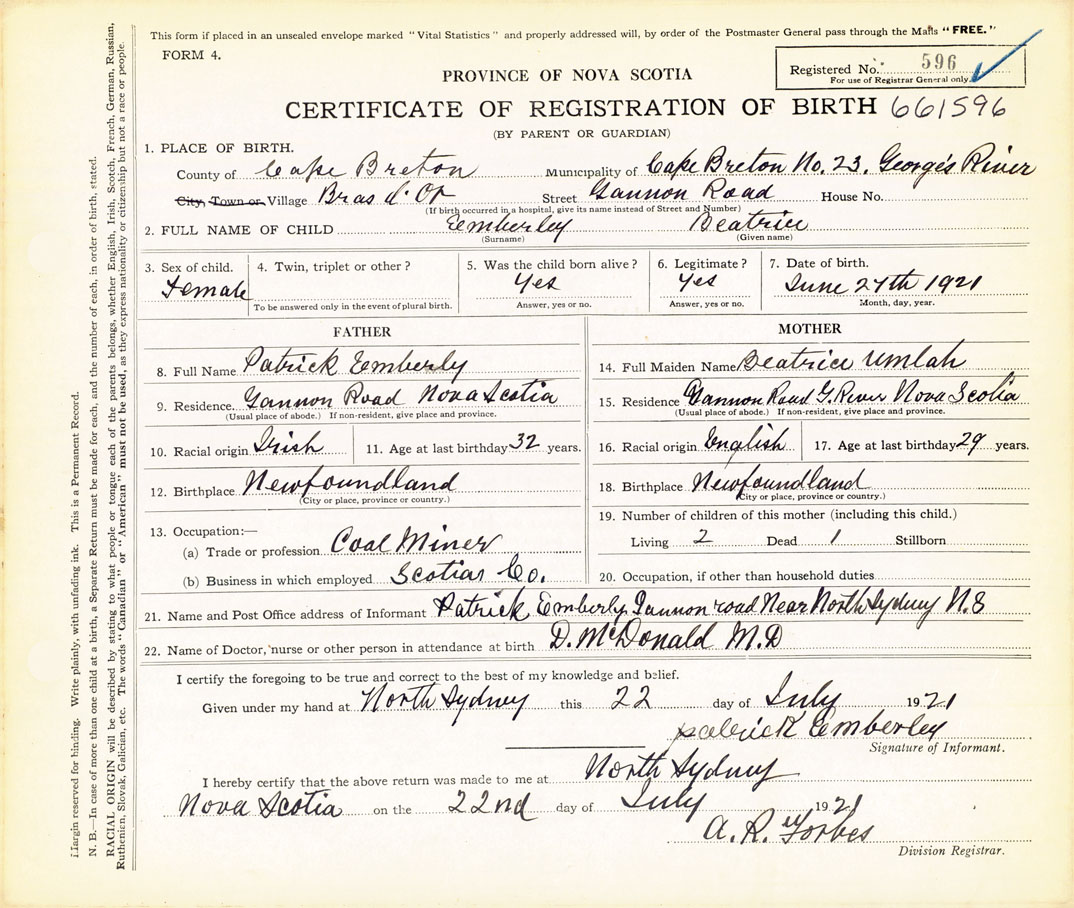 This form if placed in an unsealed envelope marked "Vital Statistics" and properly addressed will, by order of the Postmaster General pass through the Mails "FREE."
FORM 4.
Registered No. 596
For use of Registrar General only.
PROVINCE OF NOVA SCOTIA
CERTIFICATE OF REGISTRATION OF BIRTH 661596
(BY PARENT OR GUARDIAN)
1. PLACE OF BIRTH.
County of Cape Breton Municipality of Cape Breton No. 23. George's River
City, Town or Village Bras d'Or Street Gannon Road House No.
(If birth occurred in a hospital, give its name instead of Street and Number)
2. FULL NAME OF CHILD Emberley Beatrice
(Surname) (Given name)
3. Sex of child. 4. Twin, triplet or other? 5. Was the child born alive? 6. Legitimate? 7. Date of birth.
Female Yes Yes June 27th 1921
To be answered only in the event of plural birth. Answer, yes or no. Answer, yes or no. Month, day, year.
FATHER
8. Full Name Patrick Emberly
9. Residence Gannon Road Nova Scotia
(Usual place of abode.) If non-resident, give place and province.
10. Racial origin Irish 11. Age at last birthday 32 years.
12. Birthplace Newfoundland
(City or place, province or country.)
13. Occupation:—
(a) Trade or profession Coal Miner
(b) Business in which employed Scotias Co.
MOTHER
14. Full Maiden Name Beatrice Umlah
15. Residence Gannon Road G. River Nova Scotia
(Usual place of abode.) If non-resident, give place and province.
16. Racial origin English 17. Age at last birthday 29 years.
18. Birthplace Newfoundland
(City or place, province or country.)
19. Number of children of this mother (including this child.)
Living 2 Dead 1 Stillborn
20. Occupation, if other than household duties
21. Name and Post Office address of Informant Patrick Emberly Gannon road Near North Sydney N.S
22. Name of Doctor, nurse or other person in attendance at birth D. McDonald M.D
I certify the foregoing to be true and correct to the best of my knowledge and belief.
Given under my hand at North Sydney this 22 day of July 1921
Patrick Emberley
Signature of Informant.
I hereby certify that the above return was made to me at North Sydney
Nova Scotia on the 22nd day of July 1921
A. R. Forbes
Division Registrar.
Margin reserved for binding. Write plainly, with unfading ink. This is a Permanent Record.
N. B.—In case of more than one child at a birth, a Separate Return must be made for each, and the number of each, in order of birth, stated.
RACIAL ORIGIN will be described by stating to what people or tongue each of the parents belongs, whether English, Irish, Scotch, French, German, Russian,
Ruthenien, Slovak, Galician, etc. The words "Canadian" or "American" must not be used, as they express nationality or citizenship but not a race or people.